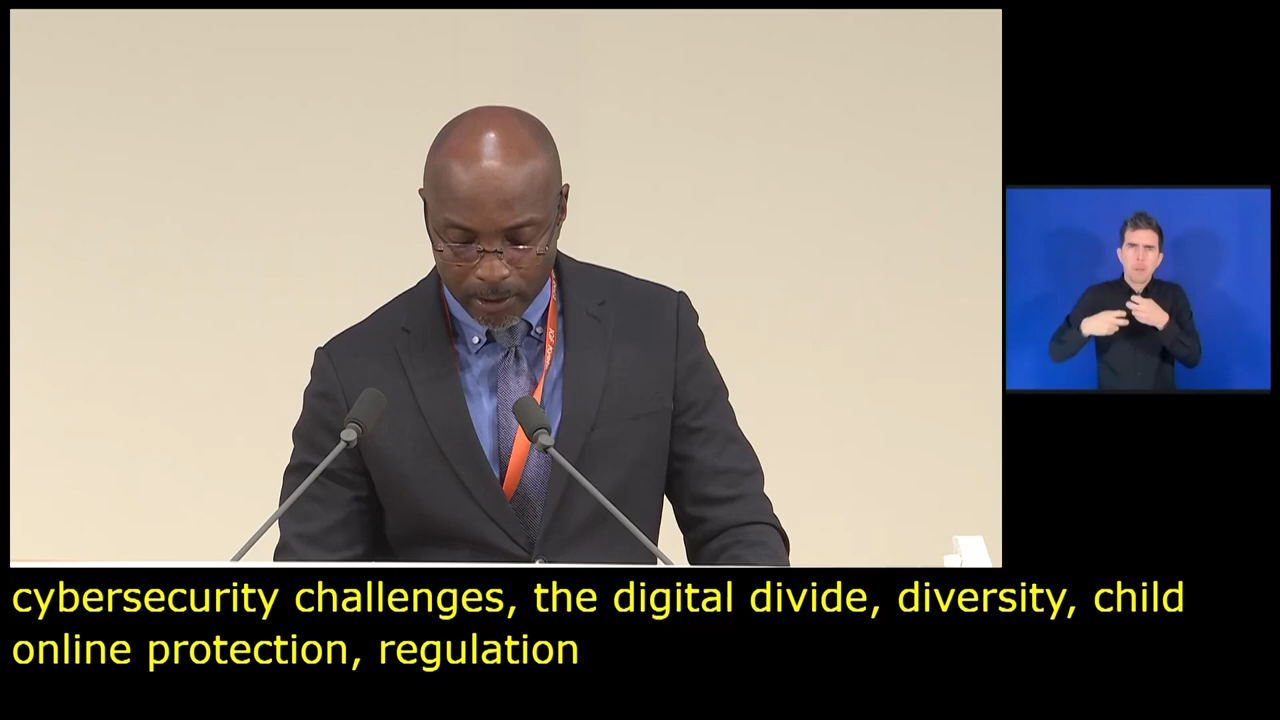 cybersecurity challenges, the digital divide, diversity, child
online protection, regulation